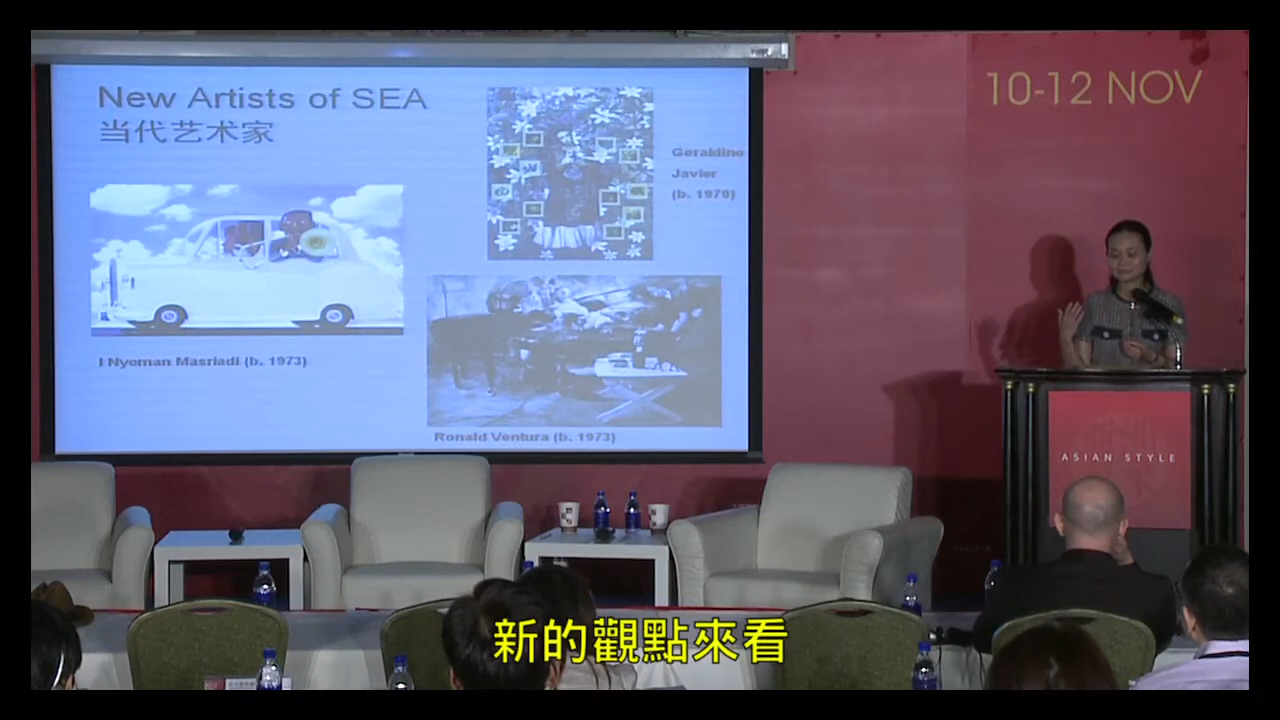 New Artists of SEA
当代艺术家
Geraldine
Javier
(b. 1970)
I Nyoman Masriadi (b. 1973)
Ronald Ventura (b. 1973)
10-12 NOV
ASIAN STYLE
新的觀點來看